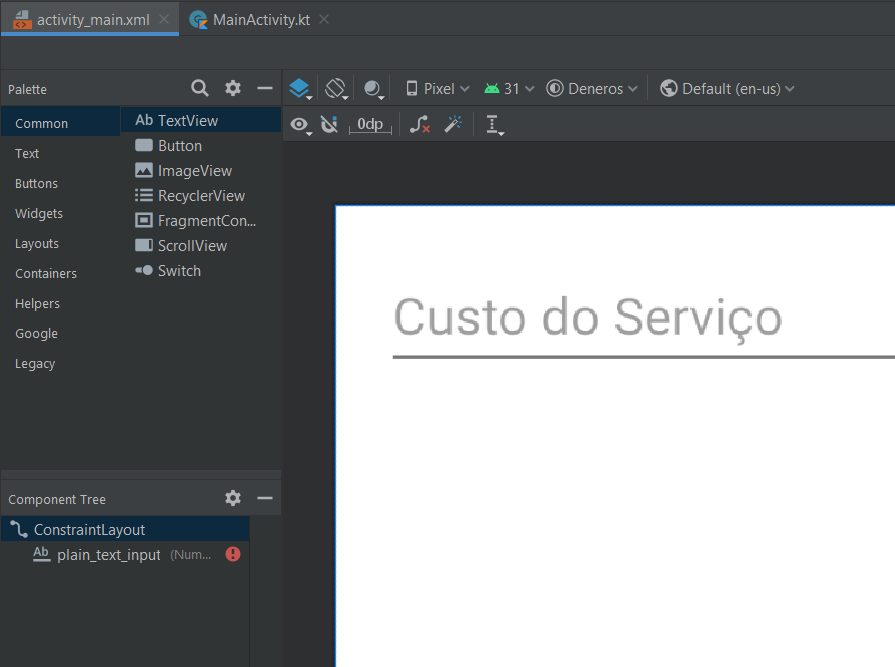 activity_main.xml MainActivity.kt
Palette Pixel 31 Deneros Default (en-us)
0dp
Common
Text
Buttons
Widgets
Layouts
Containers
Helpers
Google
Legacy
Ab TextView
Button
ImageView
RecyclerView
FragmentCon...
ScrollView
Switch
Custo do Serviço
Component Tree
ConstraintLayout
Ab plain_text_input (Num...